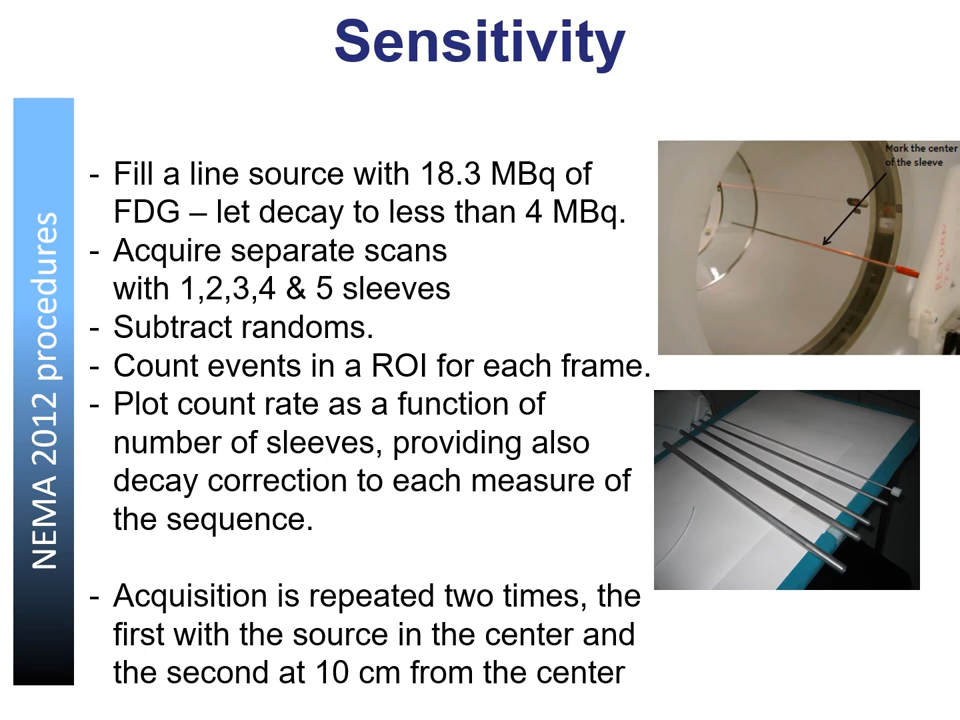 Sensitivity
NEMA 2012 procedures
- Fill a line source with 18.3 MBq of
FDG – let decay to less than 4 MBq.
- Acquire separate scans
with 1,2,3,4 & 5 sleeves
- Subtract randoms.
- Count events in a ROI for each frame.
- Plot count rate as a function of
number of sleeves, providing also
decay correction to each measure of
the sequence.
- Acquisition is repeated two times, the
first with the source in the center and
the second at 10 cm from the center
Mark the center
of the sleeve
RETURN